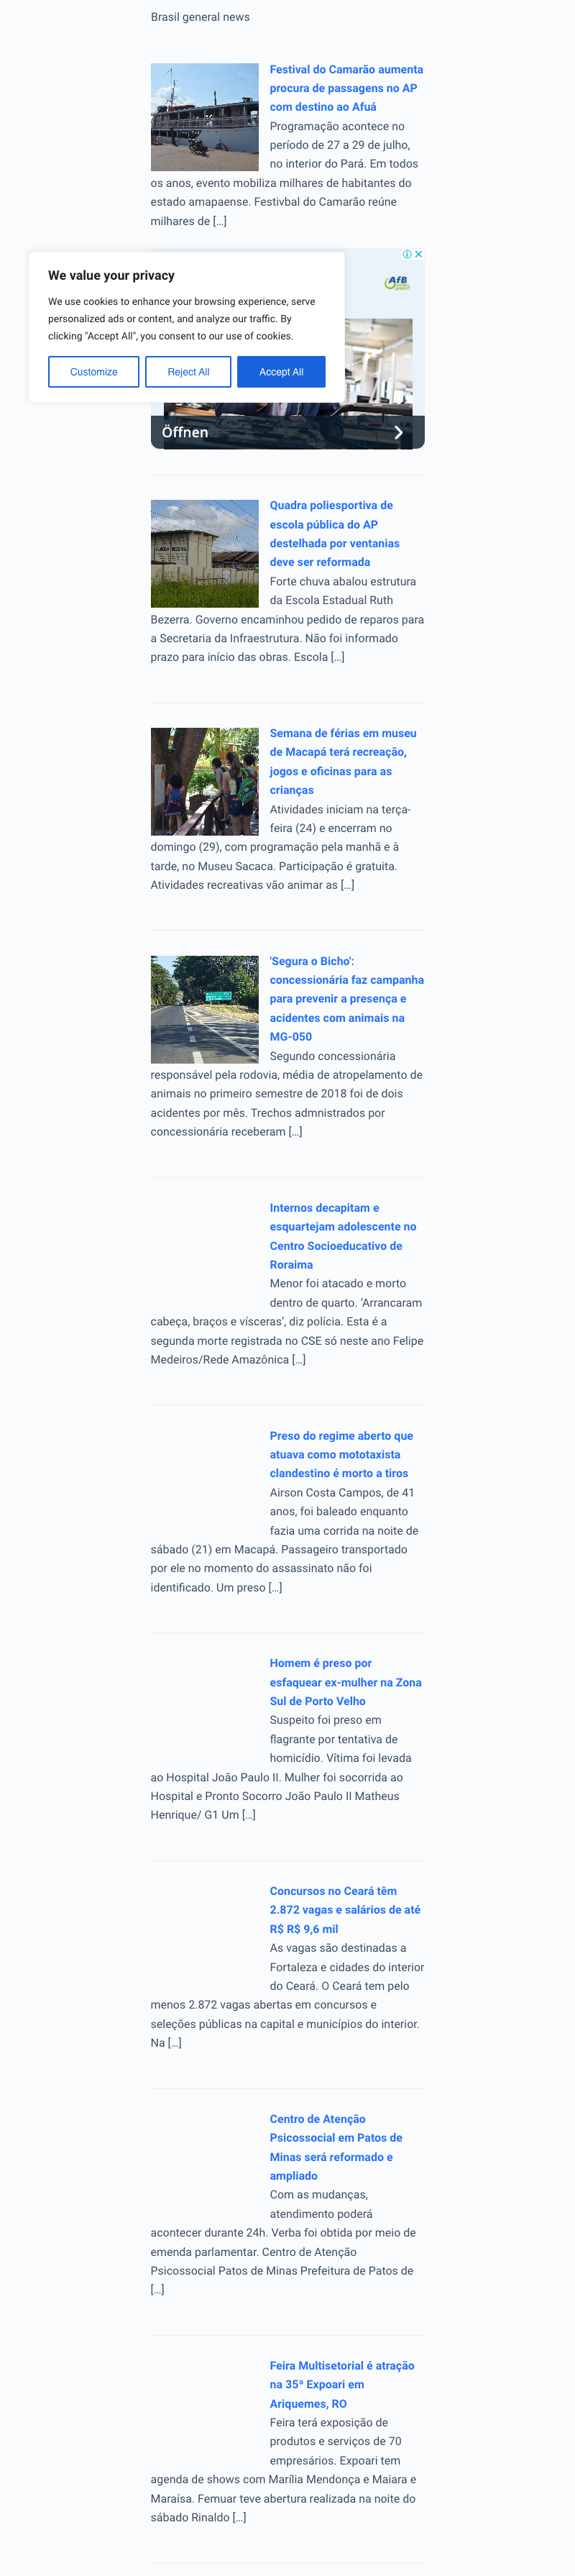 Brasil general news
Festival do Camarão aumenta
procura de passagens no AP
com destino ao Afuá
Programação acontece no
período de 27 a 29 de julho,
no interior do Pará. Em todos
os anos, evento mobiliza milhares de habitantes do
estado amapaense. Festivbal do Camarão reúne
milhares de […]
AfB
We value your privacy
We use cookies to enhance your browsing experience, serve
personalized ads or content, and analyze our traffic. By
clicking "Accept All", you consent to our use of cookies.
Customize
Reject All
Accept All
Öffnen
Quadra poliesportiva de
escola pública do AP
destelhada por ventanias
deve ser reformada
Forte chuva abalou estrutura
da Escola Estadual Ruth
Bezerra. Governo encaminhou pedido de reparos para
a Secretaria da Infraestrutura. Não foi informado
prazo para início das obras. Escola […]
Semana de férias em museu
de Macapá terá recreação,
jogos e oficinas para as
crianças
Atividades iniciam na terça-
feira (24) e encerram no
domingo (29), com programação pela manhã e à
tarde, no Museu Sacaca. Participação é gratuita.
Atividades recreativas vão animar as […]
'Segura o Bicho':
concessionária faz campanha
para prevenir a presença e
acidentes com animais na
MG-050
Segundo concessionária
responsável pela rodovia, média de atropelamento de
animais no primeiro semestre de 2018 foi de dois
acidentes por mês. Trechos admnistrados por
concessionária receberam […]
Internos decapitam e
esquartejam adolescente no
Centro Socioeducativo de
Roraima
Menor foi atacado e morto
dentro de quarto. ‘Arrancaram
cabeça, braços e vísceras’, diz polícia. Esta é a
segunda morte registrada no CSE só neste ano Felipe
Medeiros/Rede Amazônica […]
Preso do regime aberto que
atuava como mototaxista
clandestino é morto a tiros
Airson Costa Campos, de 41
anos, foi baleado enquanto
fazia uma corrida na noite de
sábado (21) em Macapá. Passageiro transportado
por ele no momento do assassinato não foi
identificado. Um preso […]
Homem é preso por
esfaquear ex-mulher na Zona
Sul de Porto Velho
Suspeito foi preso em
flagrante por tentativa de
homicídio. Vítima foi levada
ao Hospital João Paulo II. Mulher foi socorrida ao
Hospital e Pronto Socorro João Paulo II Matheus
Henrique/ G1 Um […]
Concursos no Ceará têm
2.872 vagas e salários de até
R$ R$ 9,6 mil
As vagas são destinadas a
Fortaleza e cidades do interior
do Ceará. O Ceará tem pelo
menos 2.872 vagas abertas em concursos e
seleções públicas na capital e municípios do interior.
Na […]
Centro de Atenção
Psicossocial em Patos de
Minas será reformado e
ampliado
Com as mudanças,
atendimento poderá
acontecer durante 24h. Verba foi obtida por meio de
emenda parlamentar. Centro de Atenção
Psicossocial Patos de Minas Prefeitura de Patos de
[…]
Feira Multisetorial é atração
na 35ª Expoari em
Ariquemes, RO
Feira terá exposição de
produtos e serviços de 70
empresários. Expoari tem
agenda de shows com Marília Mendonça e Maiara e
Maraísa. Femuar teve abertura realizada na noite do
sábado Rinaldo […]